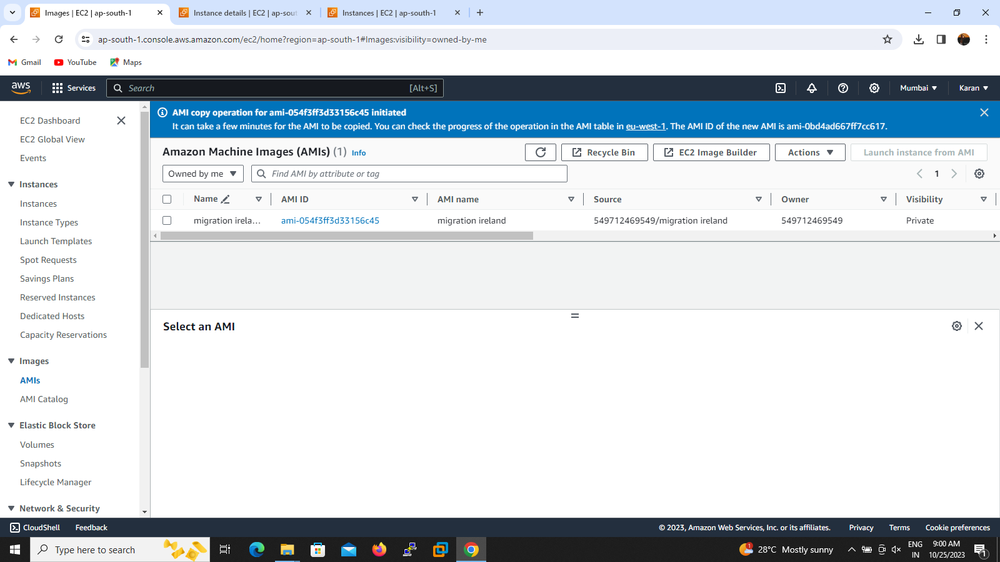 Images | EC2 | ap-south-1
Instance details | EC2 | ap-sout
Instances | EC2 | ap-south-1
ap-south-1.console.aws.amazon.com/ec2/home?region=ap-south-1#Images:visibility=owned-by-me
Gmail
YouTube
Maps
aws
Services
Search
[Alt+S]
Mumbai
Karan
EC2 Dashboard
EC2 Global View
Events
Instances
Instances
Instance Types
Launch Templates
Spot Requests
Savings Plans
Reserved Instances
Dedicated Hosts
Capacity Reservations
Images
AMIs
AMI Catalog
Elastic Block Store
Volumes
Snapshots
Lifecycle Manager
Network & Security
AMI copy operation for ami-054f3ff3d33156c45 initiated
It can take a few minutes for the AMI to be copied. You can check the progress of the operation in the AMI table in eu-west-1. The AMI ID of the new AMI is ami-0bd4ad667ff7cc617.
Amazon Machine Images (AMIs) (1) Info
Recycle Bin
EC2 Image Builder
Actions
Launch instance from AMI
Owned by me
Find AMI by attribute or tag
1
Name
AMI ID
AMI name
Source
Owner
Visibility
migration irela...
ami-054f3ff3d33156c45
migration ireland
549712469549/migration ireland
549712469549
Private
Select an AMI
CloudShell
Feedback
© 2023, Amazon Web Services, Inc. or its affiliates.
Privacy
Terms
Cookie preferences
Type here to search
1
28°C Mostly sunny
ENG
IN
9:00 AM
10/25/2023
1